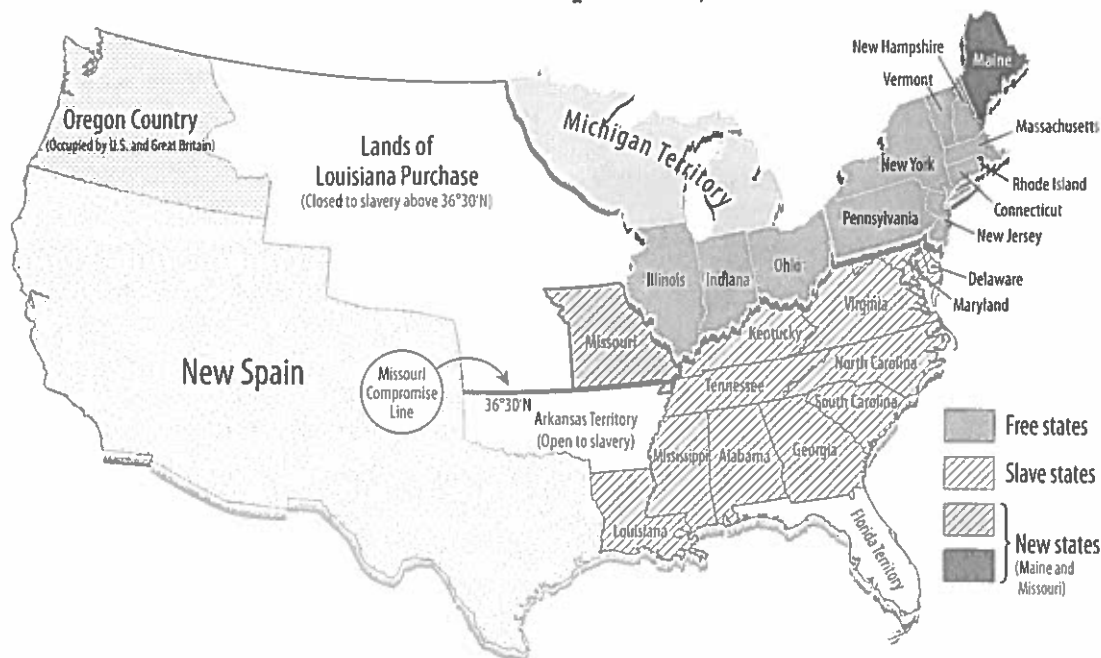 New Hampshire
Maine
Vermont
Oregon Country
(Occupied by U.S. and Great Britain)
Michigan Territory
Massachusetts
Lands of
Louisiana Purchase
(Closed to slavery above 36°30'N)
New York
Rhode Island
Connecticut
Pennsylvania
New Jersey
Illinois
Indiana
Ohio
Delaware
Maryland
Virginia
Missouri
Kentucky
New Spain
Missouri
Compromise
Line
36°30'N
North Carolina
Tennessee
South Carolina
Arkansas Territory
(Open to slavery)
Mississippi
Alabama
Georgia
Louisiana
Florida Territory
Free states
Slave states
New states
(Maine and
Missouri)